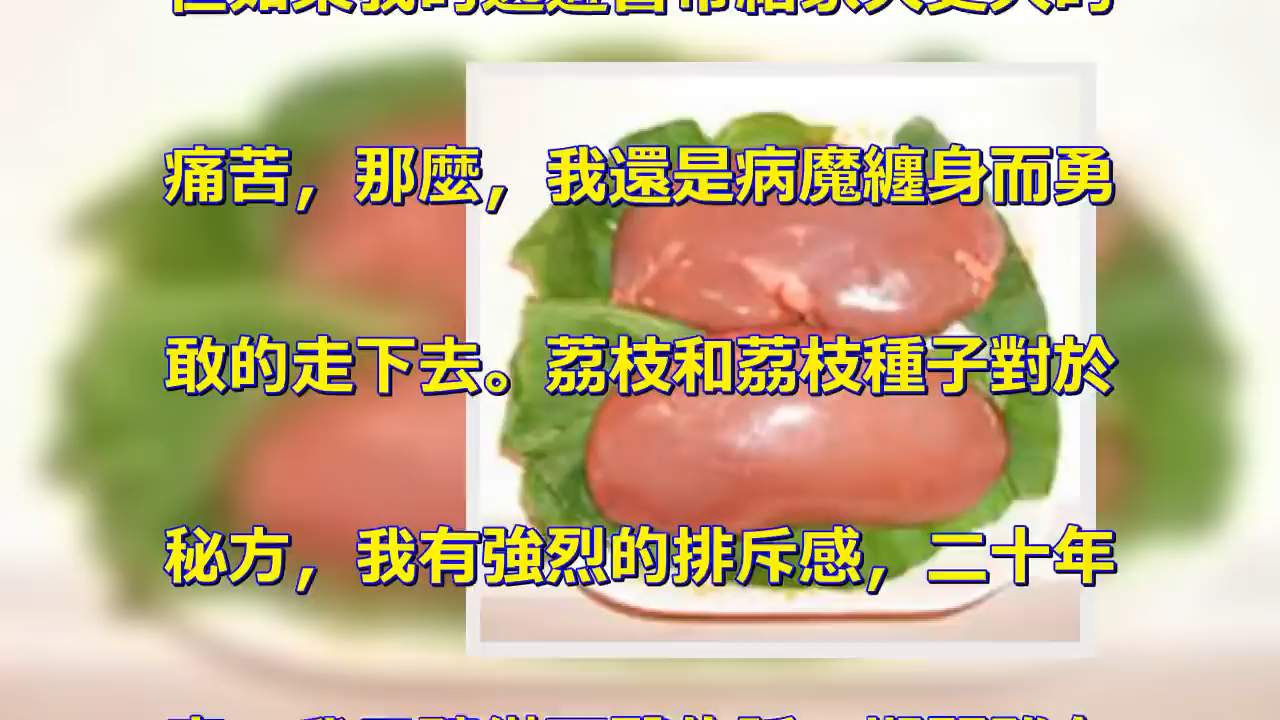 痛苦，那麼，我還是病魔纏身而勇
敢的走下去。荔枝和荔枝種子對於
秘方，我有強烈的排斥感，二十年